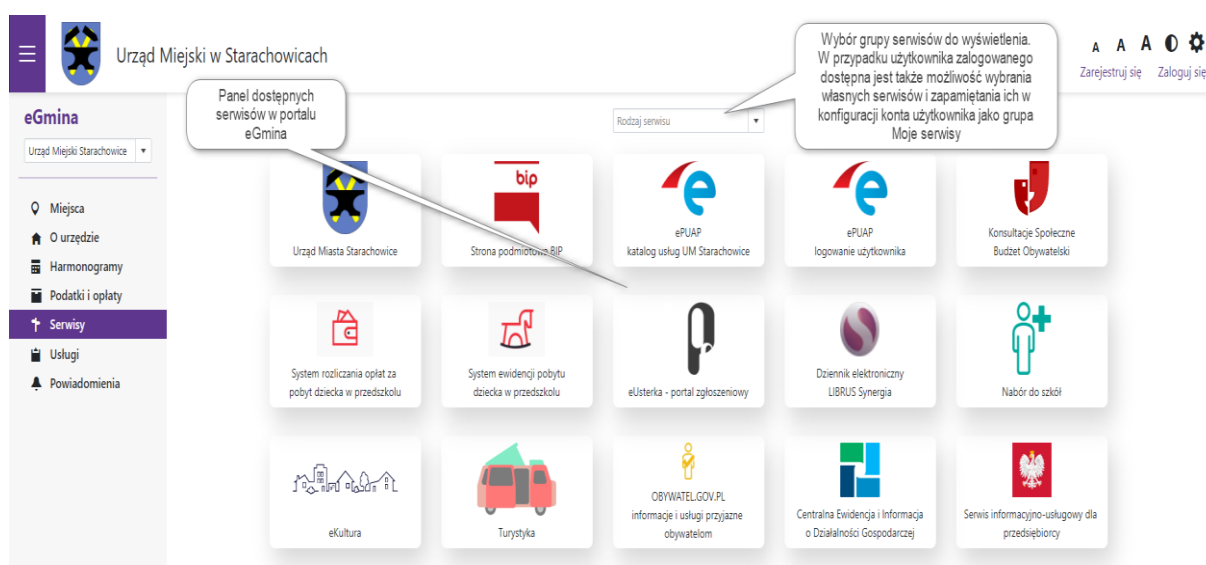 Urząd Miejski w Starachowicach
A A A
Zarejestruj się Zaloguj się
Wybór grupy serwisów do wyświetlenia.
W przypadku użytkownika zalogowanego
dostępna jest także możliwość wybrania
własnych serwisów i zapamiętania ich w
konfiguracji konta użytkownika jako grupa
Moje serwisy
Panel dostępnych
serwisów w portalu
eGmina
eGmina
Urząd Miejski Starachowice
Rodzaj serwisu
Miejsca
O urzędzie
Harmonogramy
Podatki i opłaty
Serwisy
Usługi
Powiadomienia
Urząd Miasta Starachowice
bip
Strona podmiotowa BIP
ePUAP
katalog usług UM Starachowice
ePUAP
logowanie użytkownika
Konsultacje Społeczne
Budżet Obywatelski
System rozliczania opłat za
pobyt dziecka w przedszkolu
System ewidencji pobytu
dziecka w przedszkolu
eUsterka - portal zgłoszeniowy
Dziennik elektroniczny
LIBRUS Synergia
Nabór do szkół
eKultura
Turystyka
OBYWATEL.GOV.PL
informacje i usługi przyjazne
obywatelom
Centralna Ewidencja i Informacja
o Działalności Gospodarczej
Serwis informacyjno-usługowy dla
przedsiębiorcy